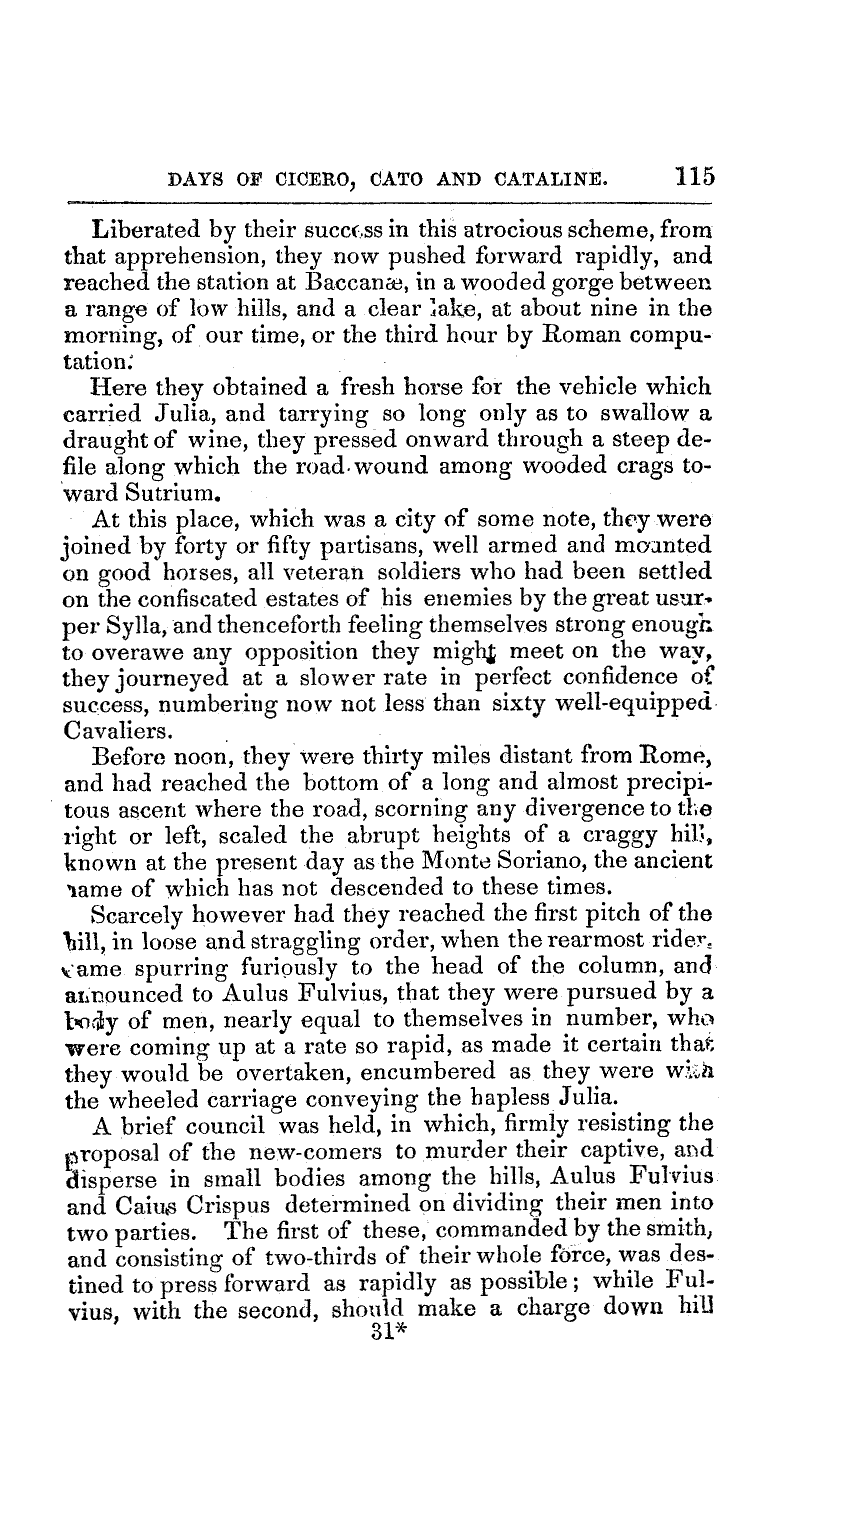 DAYS OF CICERO, CATO AND CATALINE. 115
Liberated by their success in this atrocious scheme, from
that apprehension, they now pushed forward rapidly, and
reached the station at Baccanæ, in a wooded gorge between
a range of low hills, and a clear lake, at about nine in the
morning, of our time, or the third hour by Roman compu-
tation.
Here they obtained a fresh horse for the vehicle which
carried Julia, and tarrying so long only as to swallow a
draught of wine, they pressed onward through a steep de-
file along which the road wound among wooded crags to-
ward Sutrium.
At this place, which was a city of some note, they were
joined by forty or fifty partisans, well armed and mounted
on good horses, all veteran soldiers who had been settled
on the confiscated estates of his enemies by the great usur-
per Sylla, and thenceforth feeling themselves strong enough
to overawe any opposition they might meet on the way,
they journeyed at a slower rate in perfect confidence of
success, numbering now not less than sixty well-equipped
Cavaliers.
Before noon, they were thirty miles distant from Rome,
and had reached the bottom of a long and almost precipi-
tous ascent where the road, scorning any divergence to the
right or left, scaled the abrupt heights of a craggy hill,
known at the present day as the Monte Soriano, the ancient
name of which has not descended to these times.
Scarcely however had they reached the first pitch of the
hill, in loose and straggling order, when the rearmost rider,
came spurring furiously to the head of the column, and
announced to Aulus Fulvius, that they were pursued by a
body of men, nearly equal to themselves in number, who
were coming up at a rate so rapid, as made it certain that
they would be overtaken, encumbered as they were with
the wheeled carriage conveying the hapless Julia.
A brief council was held, in which, firmly resisting the
proposal of the new-comers to murder their captive, and
disperse in small bodies among the hills, Aulus Fulvius
and Caius Crispus determined on dividing their men into
two parties. The first of these, commanded by the smith,
and consisting of two-thirds of their whole force, was des-
tined to press forward as rapidly as possible; while Ful-
vius, with the second, should make a charge down hill
31*